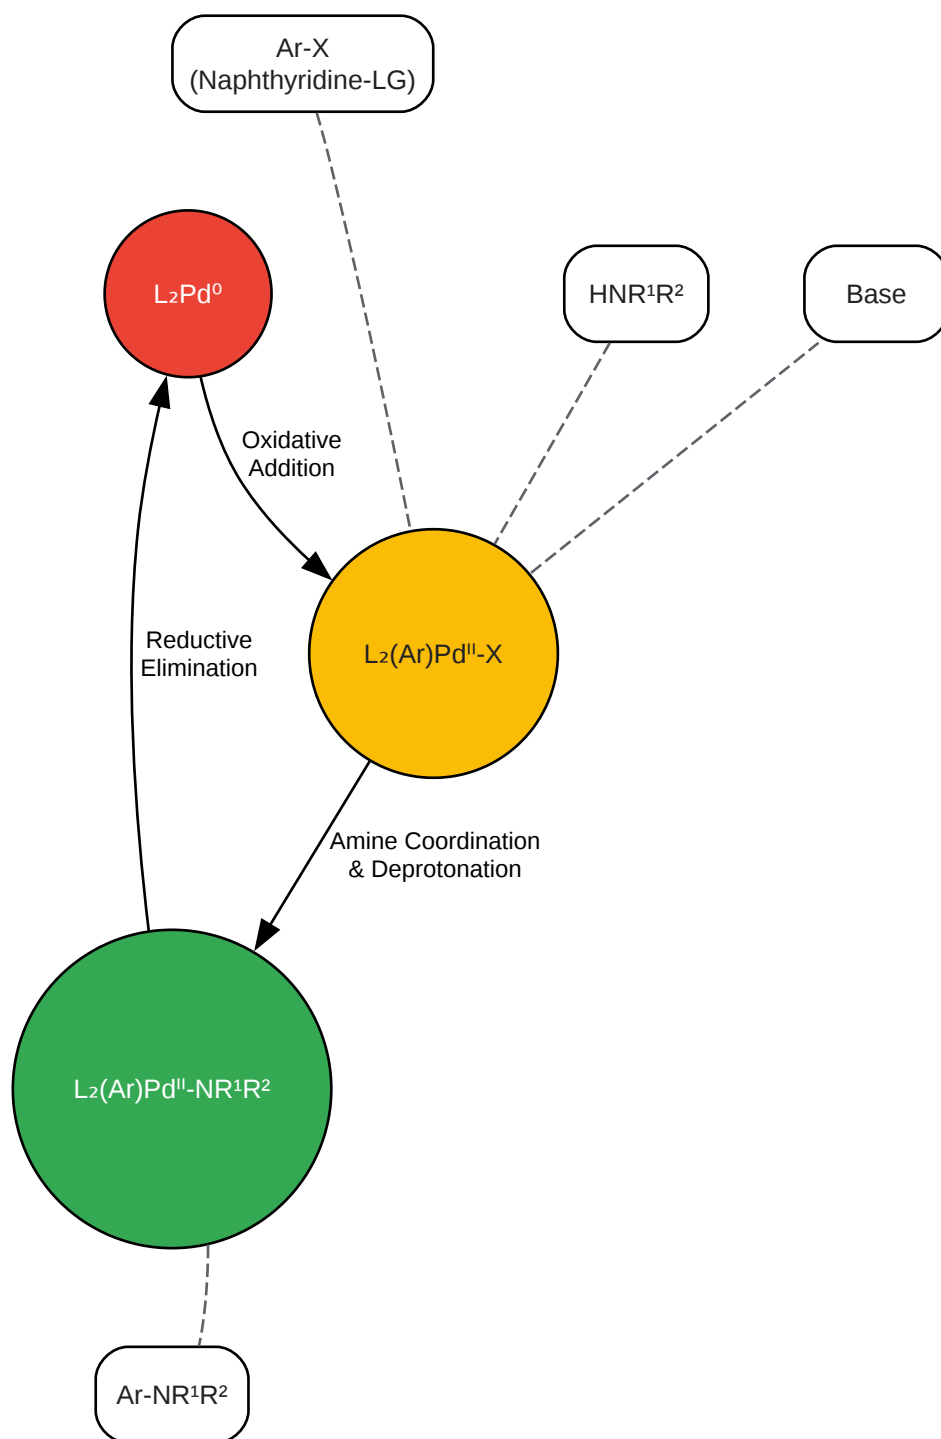 Ar-X
(Naphthyridine-LG)
L₂Pd⁰
HNR¹R²
Base
Oxidative
Addition
Reductive
Elimination
L₂(Ar)Pdᴵᴵ-X
Amine Coordination
& Deprotonation
L₂(Ar)Pdᴵᴵ-NR¹R²
Ar-NR¹R²